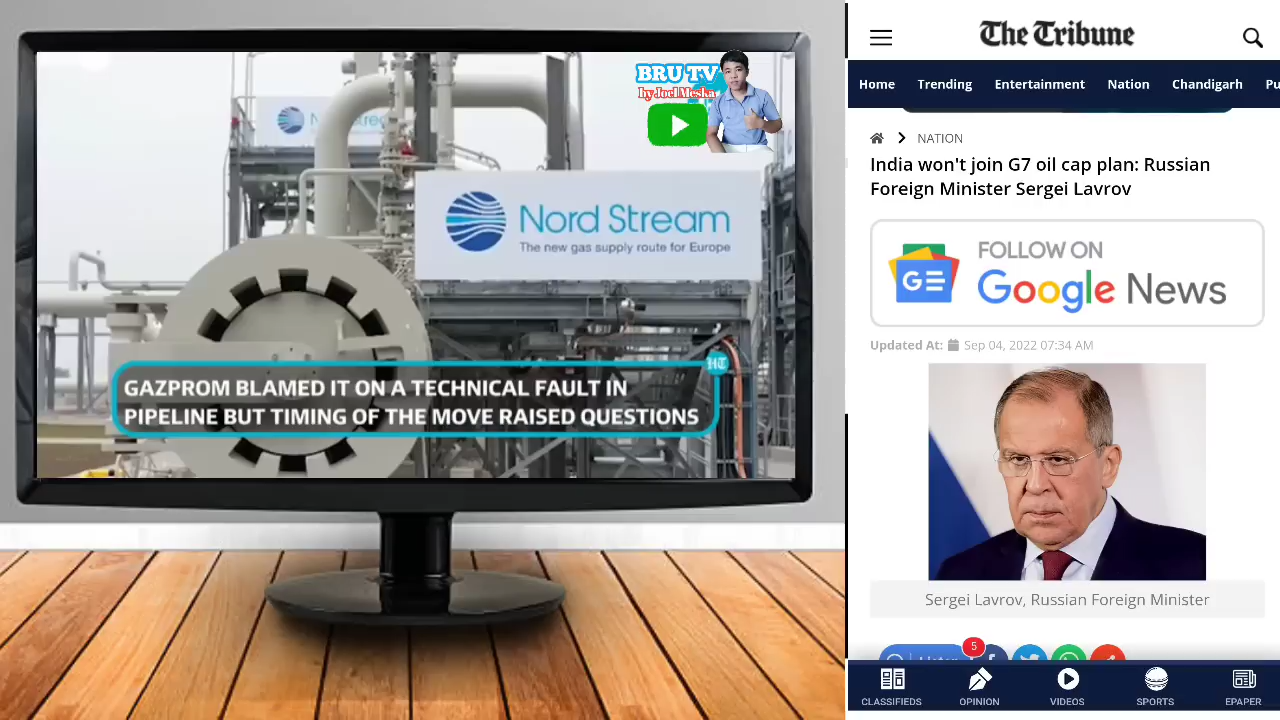 BRU TV
by Joel Meska
Nord Stream
The new gas supply route for Europe
HT
GAZPROM BLAMED IT ON A TECHNICAL FAULT IN
PIPELINE BUT TIMING OF THE MOVE RAISED QUESTIONS
The Tribune
Home Trending Entertainment Nation Chandigarh Pu
NATION
India won't join G7 oil cap plan: Russian
Foreign Minister Sergei Lavrov
FOLLOW ON
GE Google News
Updated At: Sep 04, 2022 07:34 AM
Sergei Lavrov, Russian Foreign Minister
5
CLASSIFIEDS OPINION VIDEOS SPORTS EPAPER